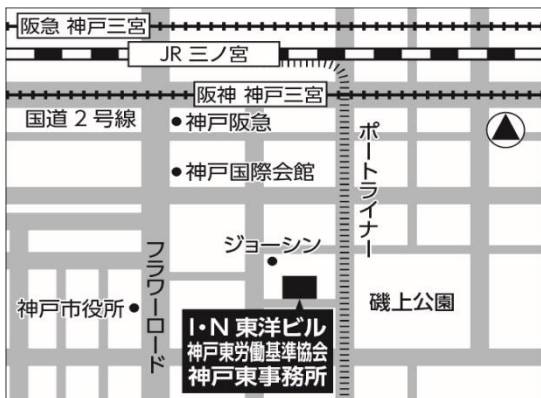 阪急 神戸三宮
JR 三ノ宮
阪神 神戸三宮
国道2号線
●神戸阪急
●神戸国際会館
ポートライナー
ジョーシン
フラワーロード
神戸市役所●
磯上公園
I・N 東洋ビル
神戸東労働基準協会
神戸東事務所